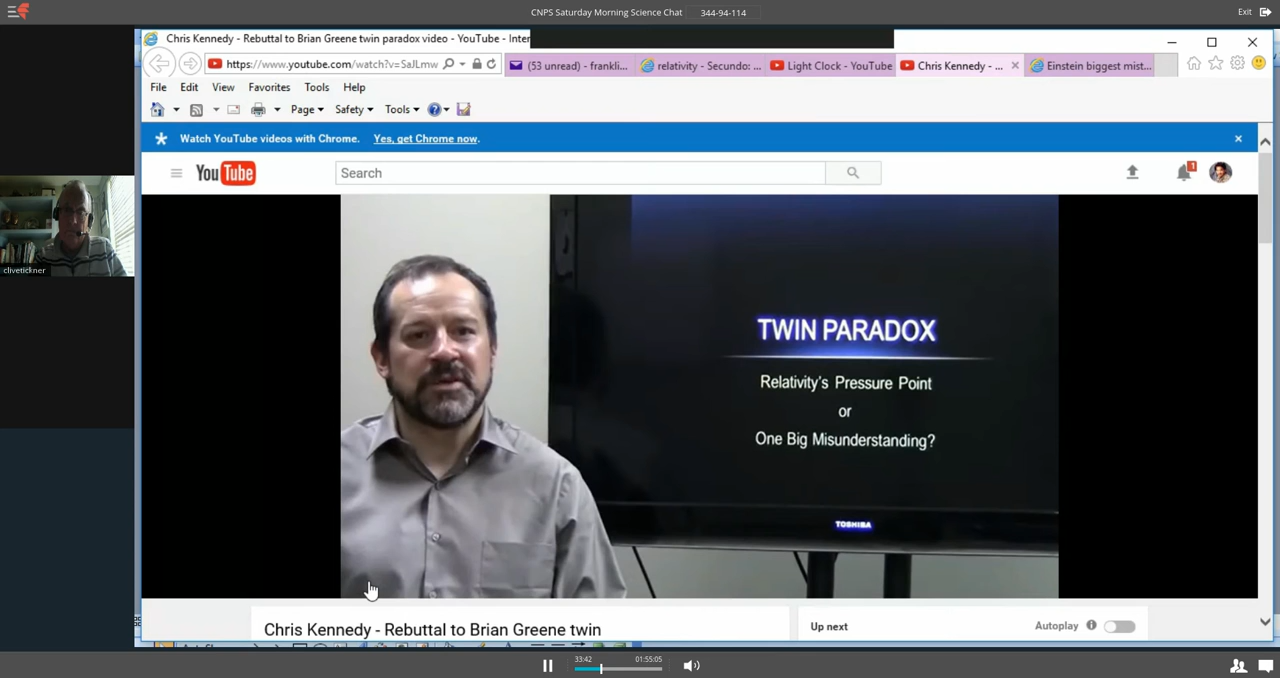 CNPS Saturday Morning Science Chat 344-94-114 Exit
Chris Kennedy - Rebuttal to Brian Greene twin paradox video - YouTube - Inter
https://www.youtube.com/watch?v=SaJLmw
(53 unread) - frankli...
relativity - Secundo: ...
Light Clock - YouTube
Chris Kennedy - ...
Einstein biggest mist...
File Edit View Favorites Tools Help
Page Safety Tools
Watch YouTube videos with Chrome. Yes, get Chrome now.
YouTube
Search
1
clivetickner
TWIN PARADOX
Relativity's Pressure Point
or
One Big Misunderstanding?
TOSHIBA
Chris Kennedy - Rebuttal to Brian Greene twin
Up next
Autoplay
33:42 01:55:05